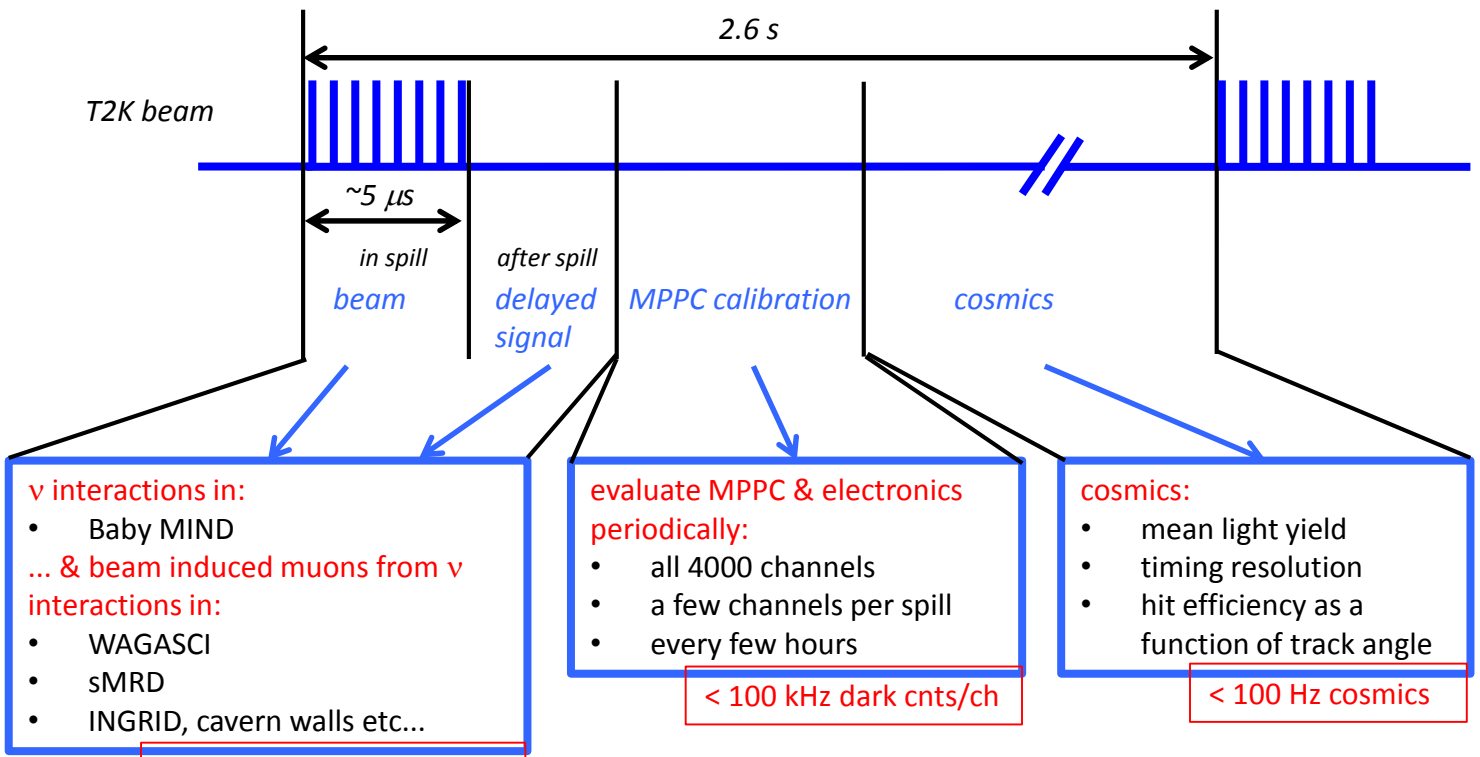 2.6 s
T2K beam
~5 μs
in spill
after spill
beam
delayed
signal
MPPC calibration
cosmics
ν interactions in:
• Baby MIND
... & beam induced muons from ν
interactions in:
• WAGASCI
• sMRD
• INGRID, cavern walls etc...
evaluate MPPC & electronics
periodically:
• all 4000 channels
• a few channels per spill
• every few hours
< 100 kHz dark cnts/ch
cosmics:
• mean light yield
• timing resolution
• hit efficiency as a
function of track angle
< 100 Hz cosmics